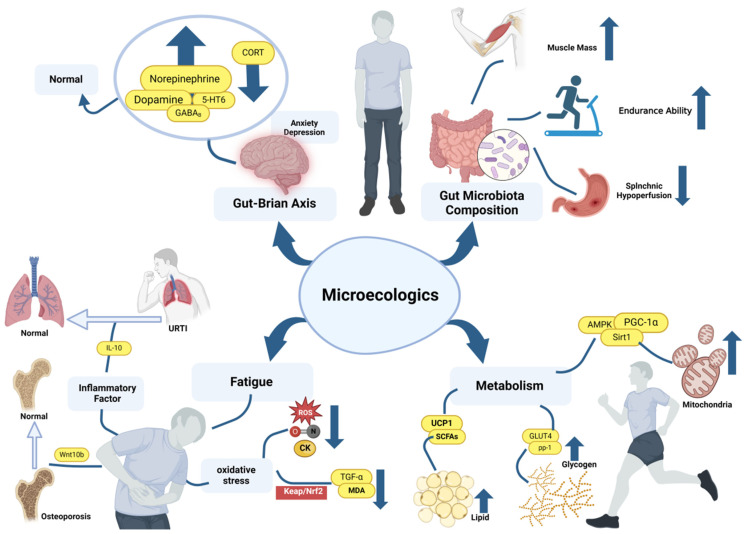 CORT
Norepinephrine
Dopamine
5-HT6
GABA_B
Normal
Anxiety
Depression
Gut-Brian Axis
Muscle Mass
Endurance Ability
Splnchnic
Hypoperfusion
Gut Microbiota
Composition
Microecologics
Normal
URTI
IL-10
Inflammatory
Factor
Normal
Wnt10b
Osteoporosis
Fatigue
ROS
O
N
CK
oxidative
stress
Keap/Nrf2
TGF-α
MDA
Metabolism
AMPK
PGC-1α
Sirt1
Mitochondria
UCP1
SCFAs
Lipid
GLUT4
pp-1
Glycogen